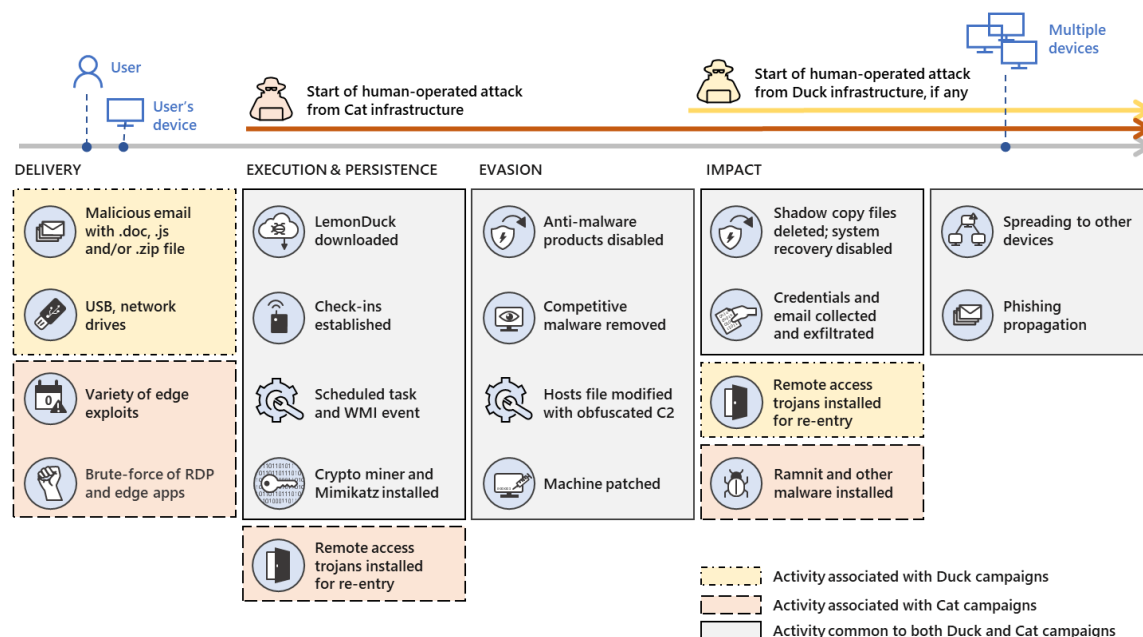 User
User's
device
Start of human-operated attack
from Cat infrastructure
Start of human-operated attack
from Duck infrastructure, if any
Multiple
devices
DELIVERY
Malicious email
with .doc, .js
and/or .zip file
USB, network
drives
Variety of edge
exploits
Brute-force of RDP
and edge apps
EXECUTION & PERSISTENCE
LemonDuck
downloaded
Check-ins
established
Scheduled task
and WMI event
Crypto miner and
Mimikatz installed
Remote access
trojans installed
for re-entry
EVASION
Anti-malware
products disabled
Competitive
malware removed
Hosts file modified
with obfuscated C2
Machine patched
IMPACT
Shadow copy files
deleted; system
recovery disabled
Credentials and
email collected
and exfiltrated
Remote access
trojans installed
for re-entry
Ramnit and other
malware installed
Spreading to other
devices
Phishing
propagation
Activity associated with Duck campaigns
Activity associated with Cat campaigns
Activity common to both Duck and Cat campaigns